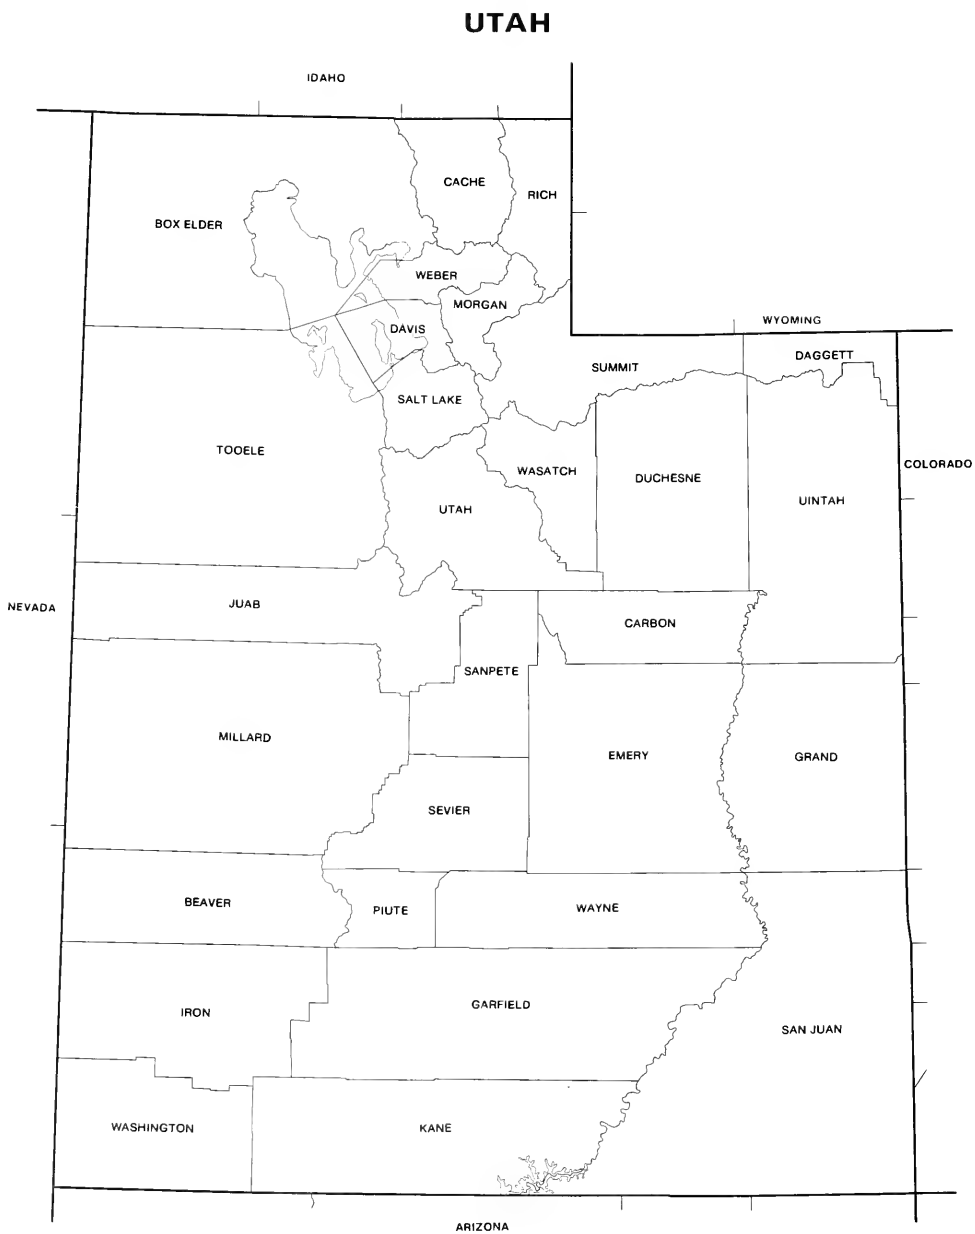 UTAH
IDAHO
CACHE
RICH
BOX ELDER
WEBER
MORGAN
WYOMING
DAVIS
DAGGETT
SUMMIT
SALT LAKE
TOOELE
COLORADO
WASATCH
DUCHESNE
UINTAH
UTAH
JUAB
NEVADA
CARBON
SANPETE
MILLARD
EMERY
GRAND
SEVIER
BEAVER
PIUTE
WAYNE
GARFIELD
IRON
SAN JUAN
WASHINGTON
KANE
ARIZONA